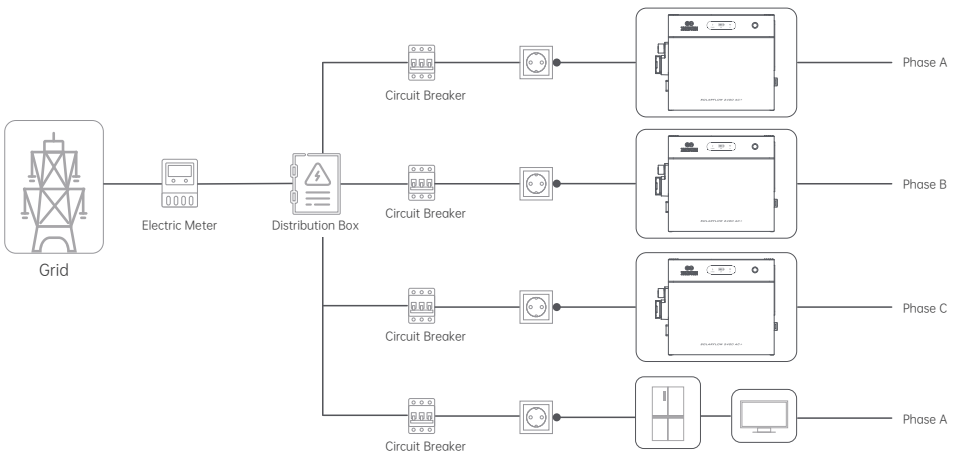 Phase A
Circuit Breaker
Phase B
Circuit Breaker
Electric Meter
Distribution Box
Grid
Phase C
Circuit Breaker
Phase A
Circuit Breaker